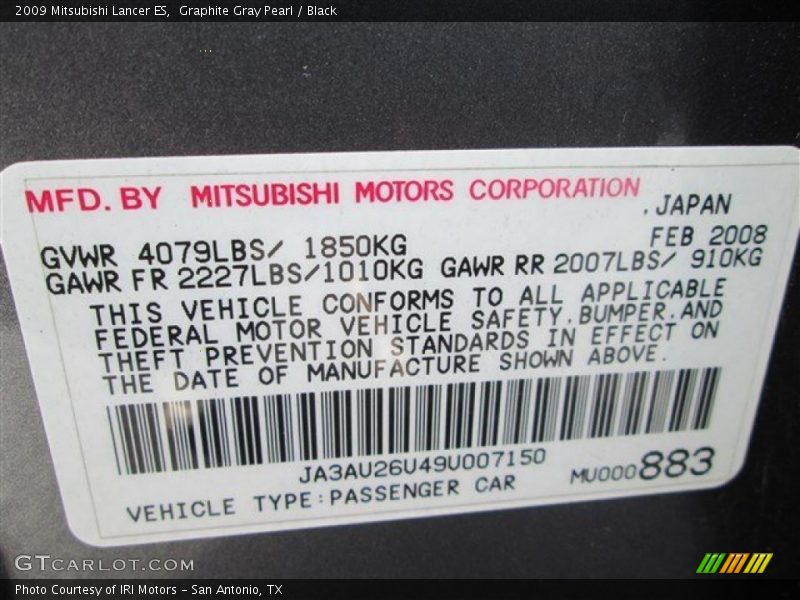 2009 Mitsubishi Lancer ES, Graphite Gray Pearl / Black
MFD. BY MITSUBISHI MOTORS CORPORATION
.JAPAN
GVWR 4079LBS/ 1850KG FEB 2008
GAWR FR 2227LBS/1010KG GAWR RR 2007LBS/ 910KG
THIS VEHICLE CONFORMS TO ALL APPLICABLE
FEDERAL MOTOR VEHICLE SAFETY.BUMPER.AND
THEFT PREVENTION STANDARDS IN EFFECT ON
THE DATE OF MANUFACTURE SHOWN ABOVE.
JA3AU26U49U007150
VEHICLE TYPE:PASSENGER CAR MU000883
GTCARLOT.COM
Photo Courtesy of IRI Motors – San Antonio, TX